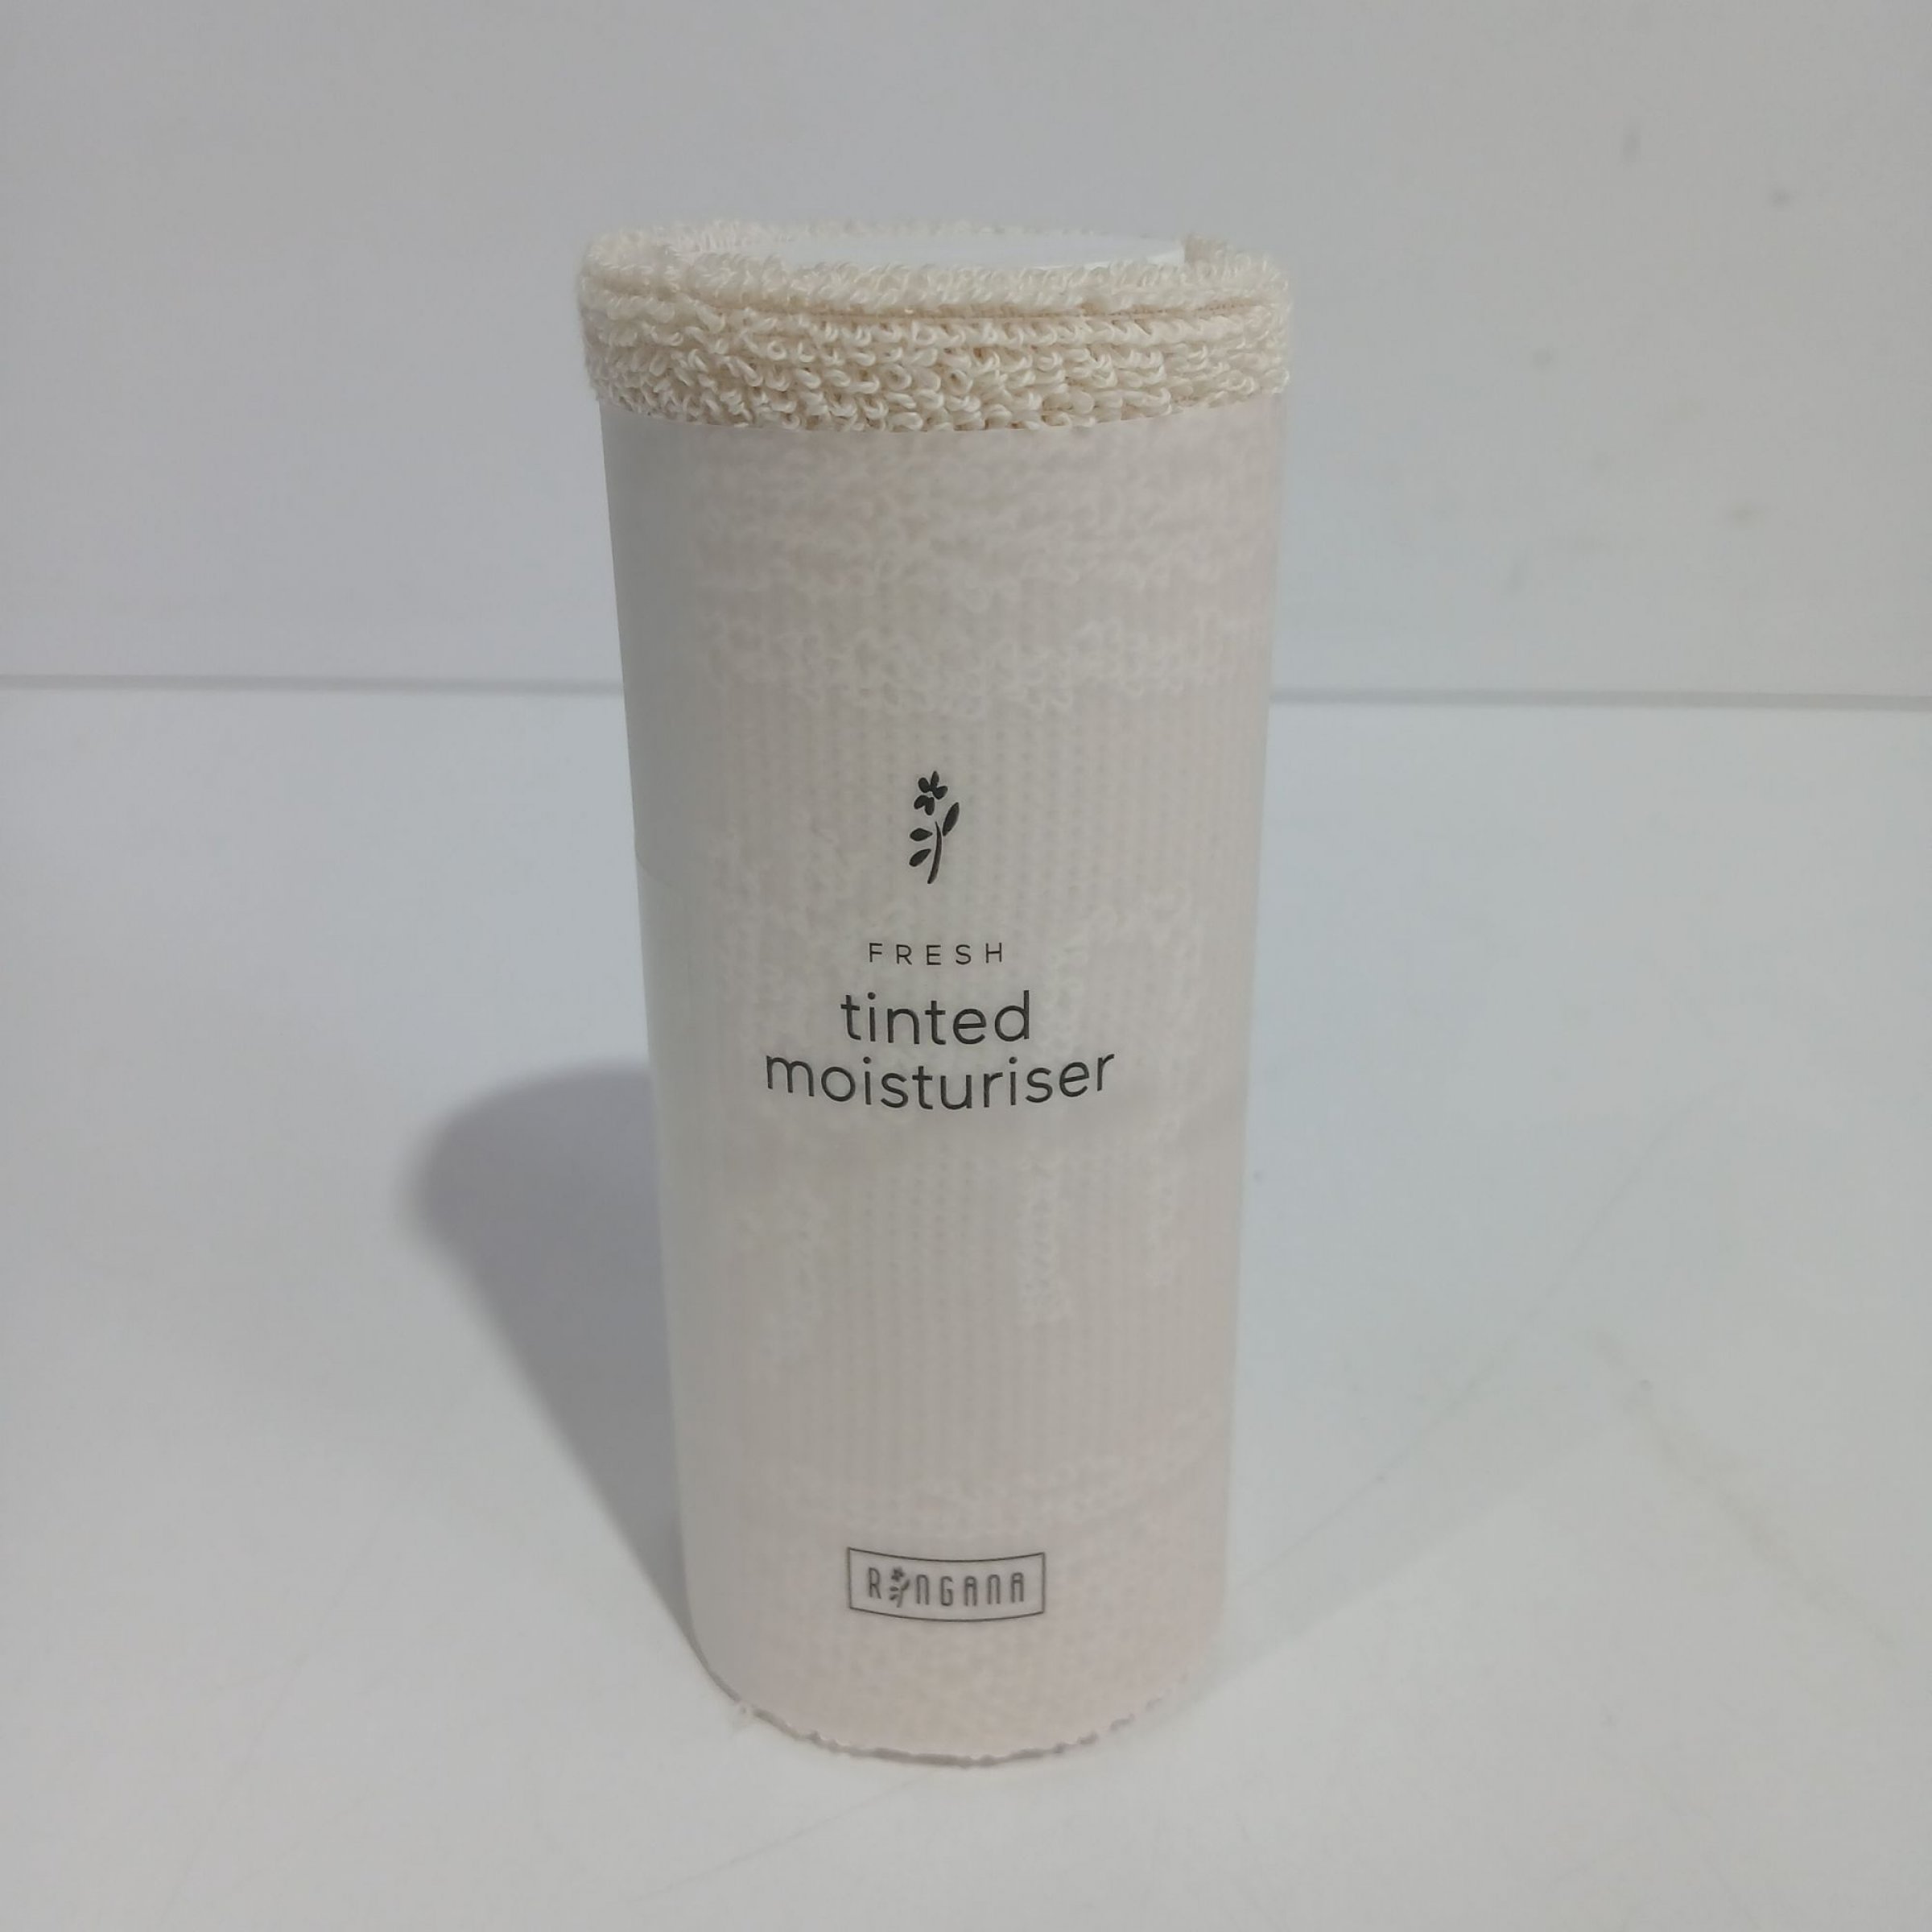 FRESH
tinted
moisturiser
RINGANA